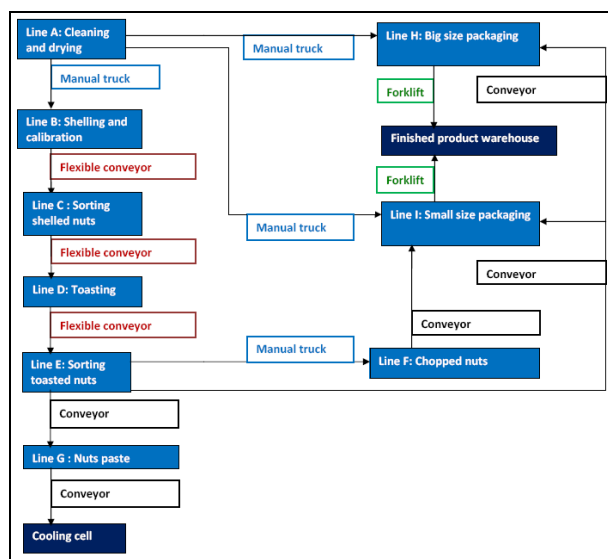 Line A: Cleaning
and drying
Manual truck
Line H: Big size packaging
Manual truck
Forklift
Conveyor
Line B: Shelling and
calibration
Finished product warehouse
Flexible conveyor
Forklift
Line C : Sorting
shelled nuts
Line I: Small size packaging
Manual truck
Flexible conveyor
Conveyor
Line D: Toasting
Flexible conveyor
Conveyor
Manual truck
Line E: Sorting
toasted nuts
Line F: Chopped nuts
Conveyor
Line G : Nuts paste
Conveyor
Cooling cell